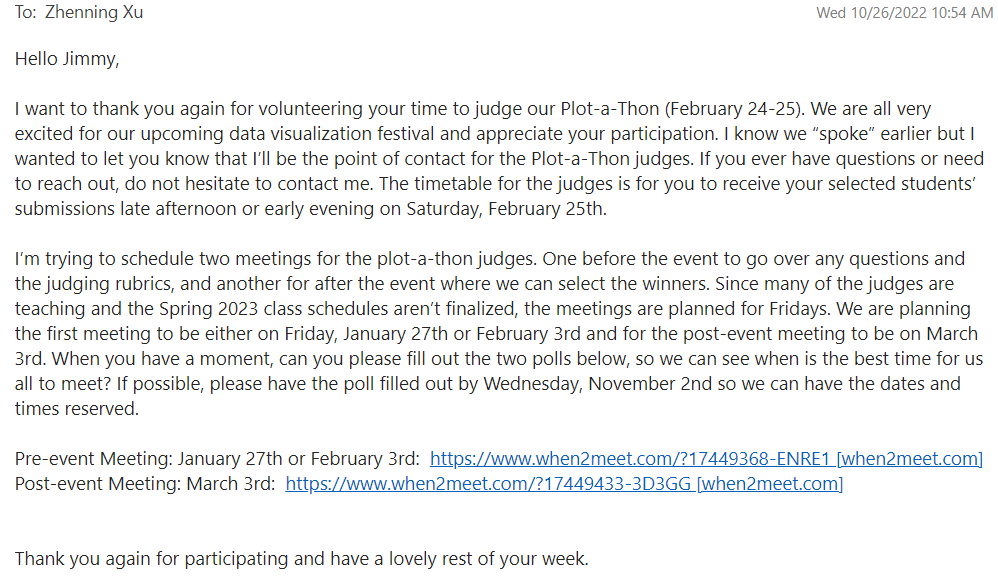 To: Zhenning Xu
Wed 10/26/2022 10:54 AM
Hello Jimmy,
I want to thank you again for volunteering your time to judge our Plot-a-Thon (February 24-25). We are all very
excited for our upcoming data visualization festival and appreciate your participation. I know we “spoke” earlier but I
wanted to let you know that I’ll be the point of contact for the Plot-a-Thon judges. If you ever have questions or need
to reach out, do not hesitate to contact me. The timetable for the judges is for you to receive your selected students’
submissions late afternoon or early evening on Saturday, February 25th.
I’m trying to schedule two meetings for the plot-a-thon judges. One before the event to go over any questions and
the judging rubrics, and another for after the event where we can select the winners. Since many of the judges are
teaching and the Spring 2023 class schedules aren’t finalized, the meetings are planned for Fridays. We are planning
the first meeting to be either on Friday, January 27th or February 3rd and for the post-event meeting to be on March
3rd. When you have a moment, can you please fill out the two polls below, so we can see when is the best time for us
all to meet? If possible, please have the poll filled out by Wednesday, November 2nd so we can have the dates and
times reserved.
Pre-event Meeting: January 27th or February 3rd: https://www.when2meet.com/?17449368-ENRE1 [when2meet.com]
Post-event Meeting: March 3rd: https://www.when2meet.com/?17449433-3D3GG [when2meet.com]
Thank you again for participating and have a lovely rest of your week.